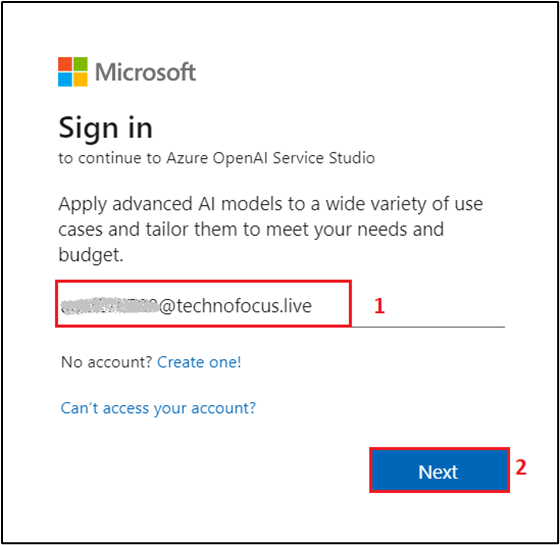 Microsoft
Sign in
to continue to Azure OpenAI Service Studio
Apply advanced AI models to a wide variety of use
cases and tailor them to meet your needs and
budget.
@technofocus.live 1
No account? Create one!
Can't access your account?
Next 2